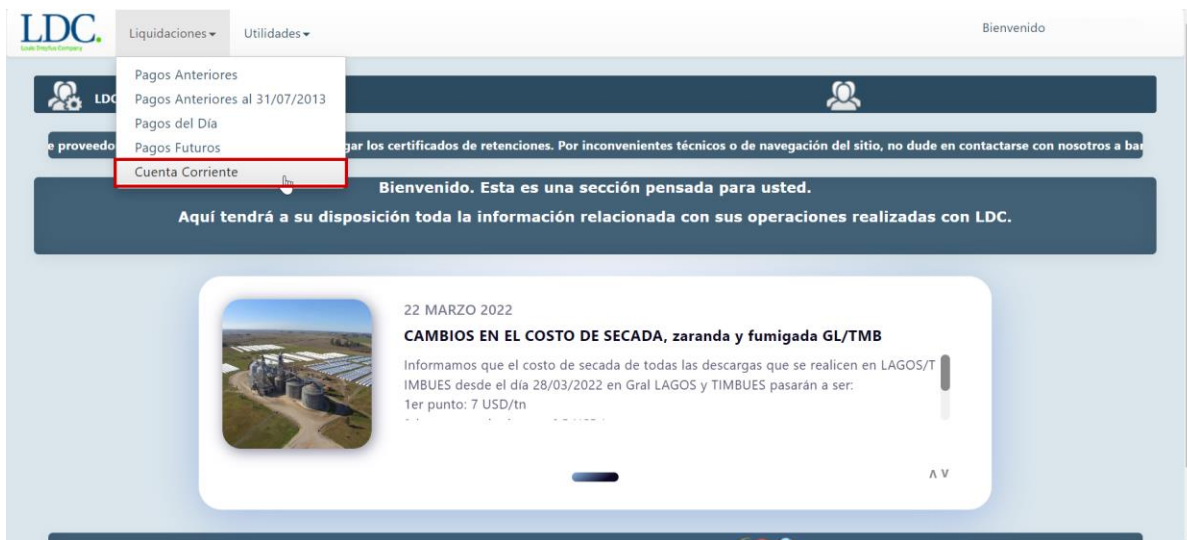 LDC.
Louis Dreyfus Company
Liquidaciones
Utilidades
Bienvenido
Pagos Anteriores
Pagos Anteriores al 31/07/2013
Pagos del Día
Pagos Futuros
Cuenta Corriente
LDC
e proveedo
gar los certificados de retenciones. Por inconvenientes técnicos o de navegación del sitio, no dude en contactarse con nosotros a bar
Bienvenido. Esta es una sección pensada para usted.
Aquí tendrá a su disposición toda la información relacionada con sus operaciones realizadas con LDC.
22 MARZO 2022
CAMBIOS EN EL COSTO DE SECADA, zaranda y fumigada GL/TMB
Informamos que el costo de secada de todas las descargas que se realicen en LAGOS/T
IMBUES desde el día 28/03/2022 en Gral LAGOS y TIMBUES pasarán a ser:
1er punto: 7 USD/tn